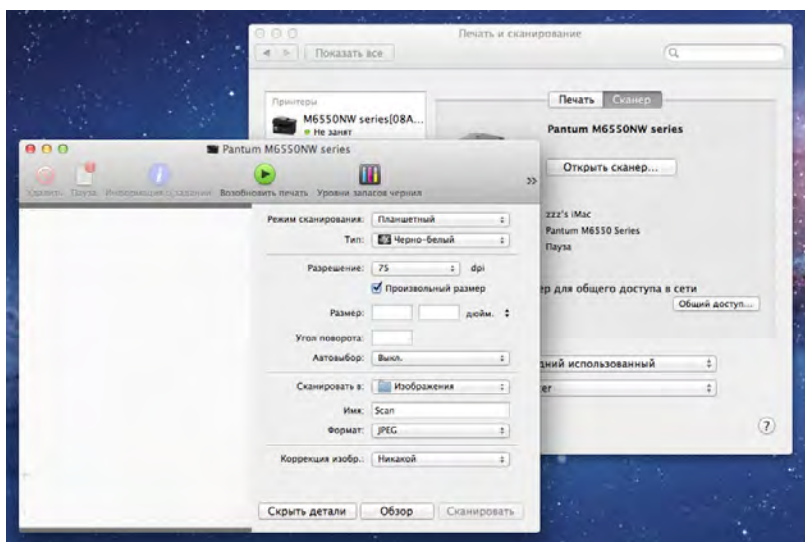 Печать и сканирование
Показать все
Принтеры
M6550NW series[08A...
Не занят
Печать
Сканер
Pantum M6550NW series
Открыть сканер...
zzz's iMac
Pantum M6550 Series
Пауза
ер для общего доступа в сети
Общий доступ...
дний использованный
er
?
Pantum M6550NW series
Удалить
Пауза
Информация о задании
Возобновить печать
Уровни запасов чернил
»
Режим сканирования: Планшетный
Тип: Черно-белый
Разрешение: 75 dpi
Произвольный размер
Размер: дюйм.
Угол поворота:
Автовыбор: Выкл.
Сканировать в: Изображения
Имя: Scan
Формат: JPEG
Коррекция изобр.: Никакой
Скрыть детали
Обзор
Сканировать